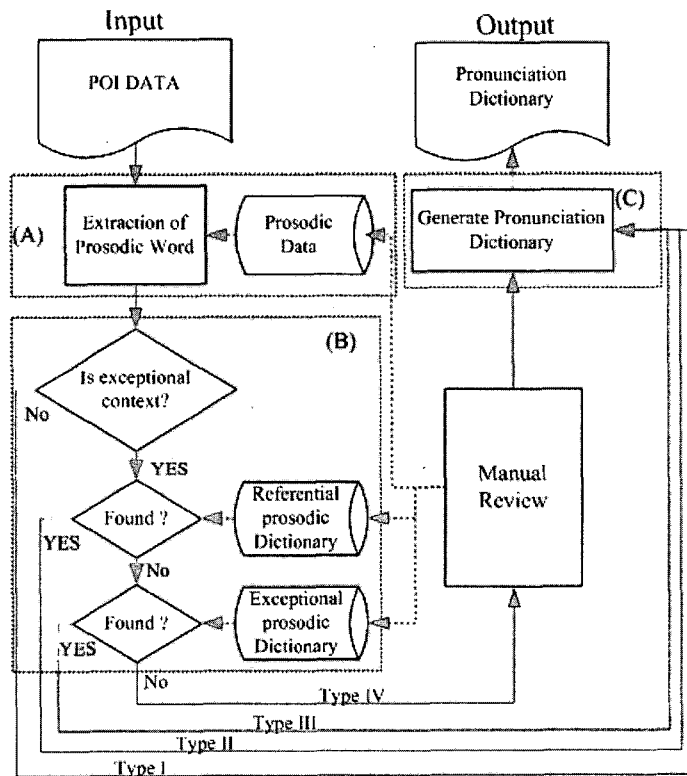 Input
Output
POI DATA
Pronunciation
Dictionary
(A)
Extraction of
Prosodic Word
Prosodic
Data
Generate Pronunciation
Dictionary
(C)
(B)
Is exceptional
context?
No
YES
Manual
Review
Found ?
Referential
prosodic
Dictionary
YES
No
Found ?
Exceptional
prosodic
Dictionary
YES
No
Type IV
Type III
Type II
Type I